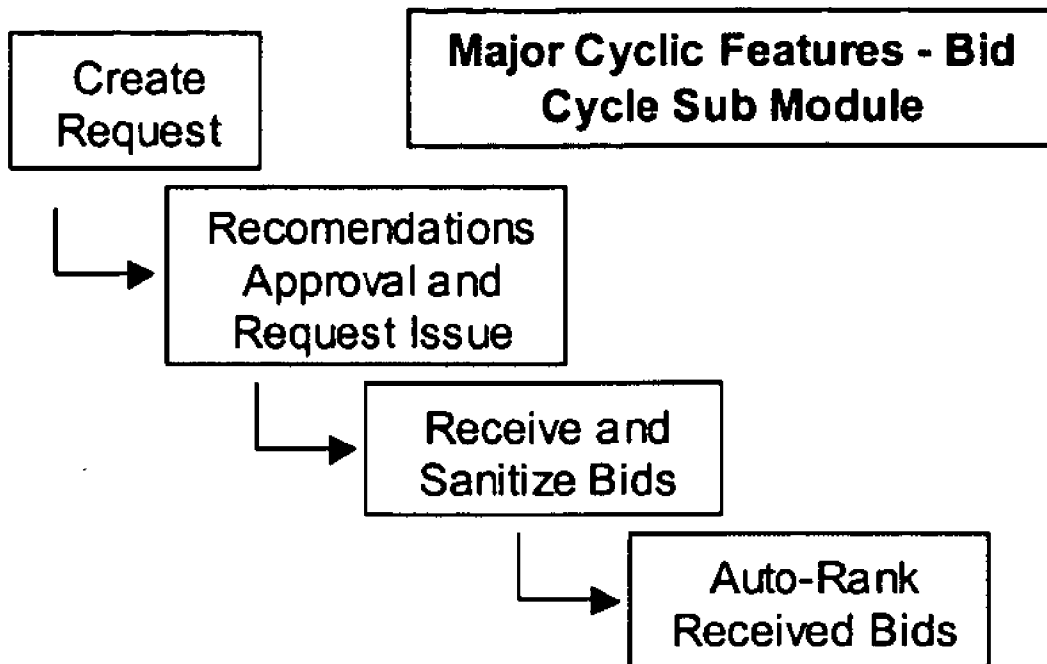 Create
Request
Major Cyclic Features - Bid
Cycle Sub Module
Recomendations
Approval and
Request Issue
Receive and
Sanitize Bids
Auto-Rank
Received Bids